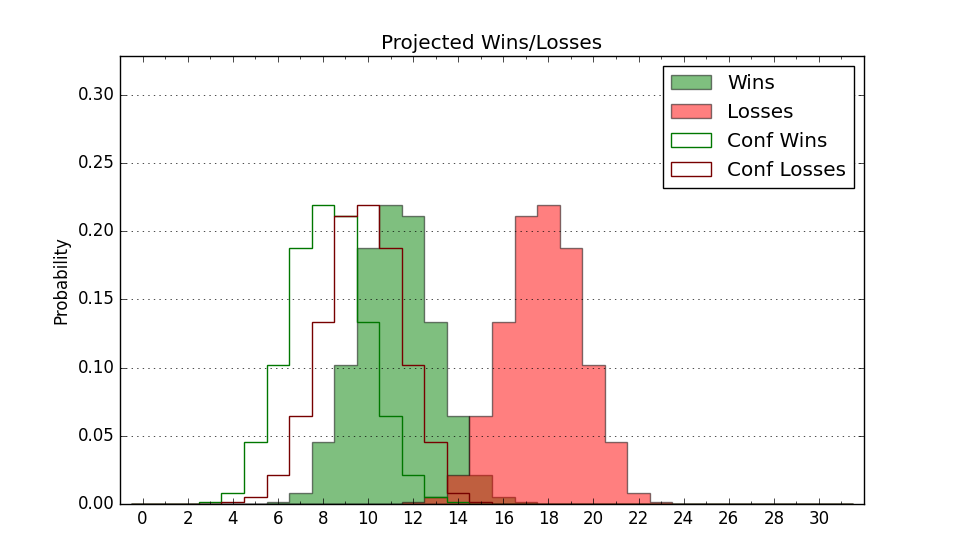 Projected Wins/Losses
Wins
Losses
Conf Wins
Conf Losses
Probability
0.30
0.25
0.20
0.15
0.10
0.05
0.00
0 2 4 6 8 10 12 14 16 18 20 22 24 26 28 30